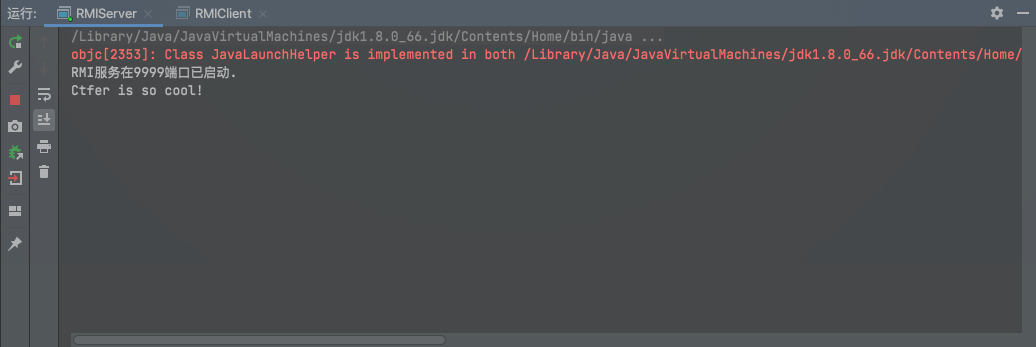 运行: RMIServer RMIClient
/Library/Java/JavaVirtualMachines/jdk1.8.0_66.jdk/Contents/Home/bin/java ...
objc[2353]: Class JavaLaunchHelper is implemented in both /Library/Java/JavaVirtualMachines/jdk1.8.0_66.jdk/Contents/Home/
RMI服务在9999端口已启动.
Ctfer is so cool!